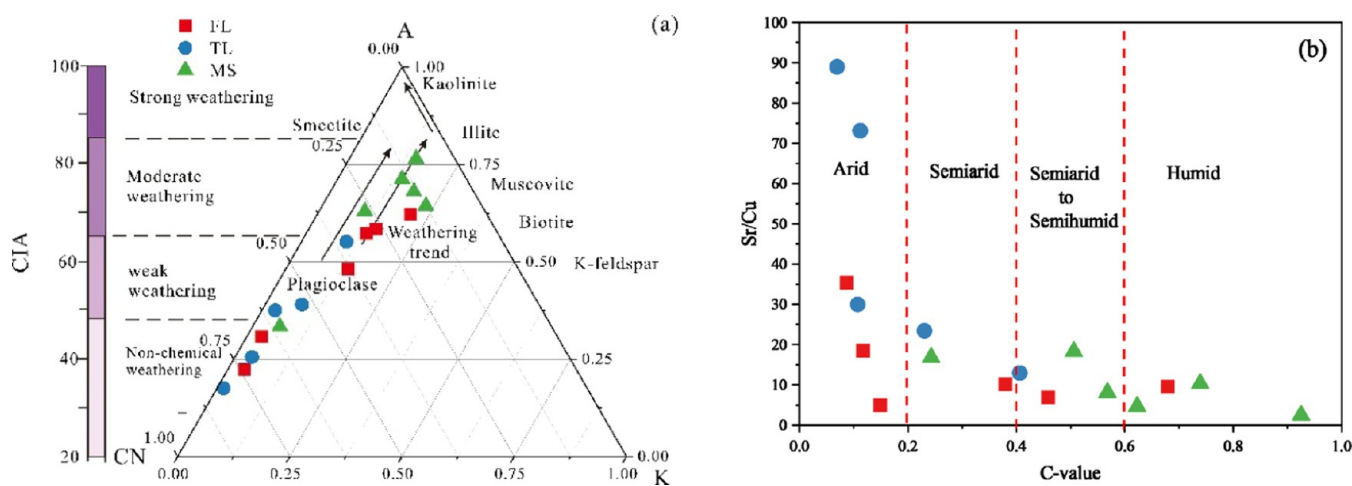 FL
TL
MS
A
(a)
0.00
1.00
100
Kaolinite
Strong weathering
Smectite
Illite
0.25
0.75
80
Moderate
weathering
Muscovite
Biotite
0.50
Weathering
trend
CIA
60
0.50
K-feldspar
weak
weathering
Plagioclase
0.75
Non-chemical
weathering
40
0.25
1.00
20
CN
0.00
0.00
0.25
0.50
0.75
1.00
K
(b)
100
90
80
70
60
50
40
30
20
10
0
Sr/Cu
Arid
Semiarid
Semiarid
to
Semihumid
Humid
0.0
0.2
0.4
0.6
0.8
1.0
C-value